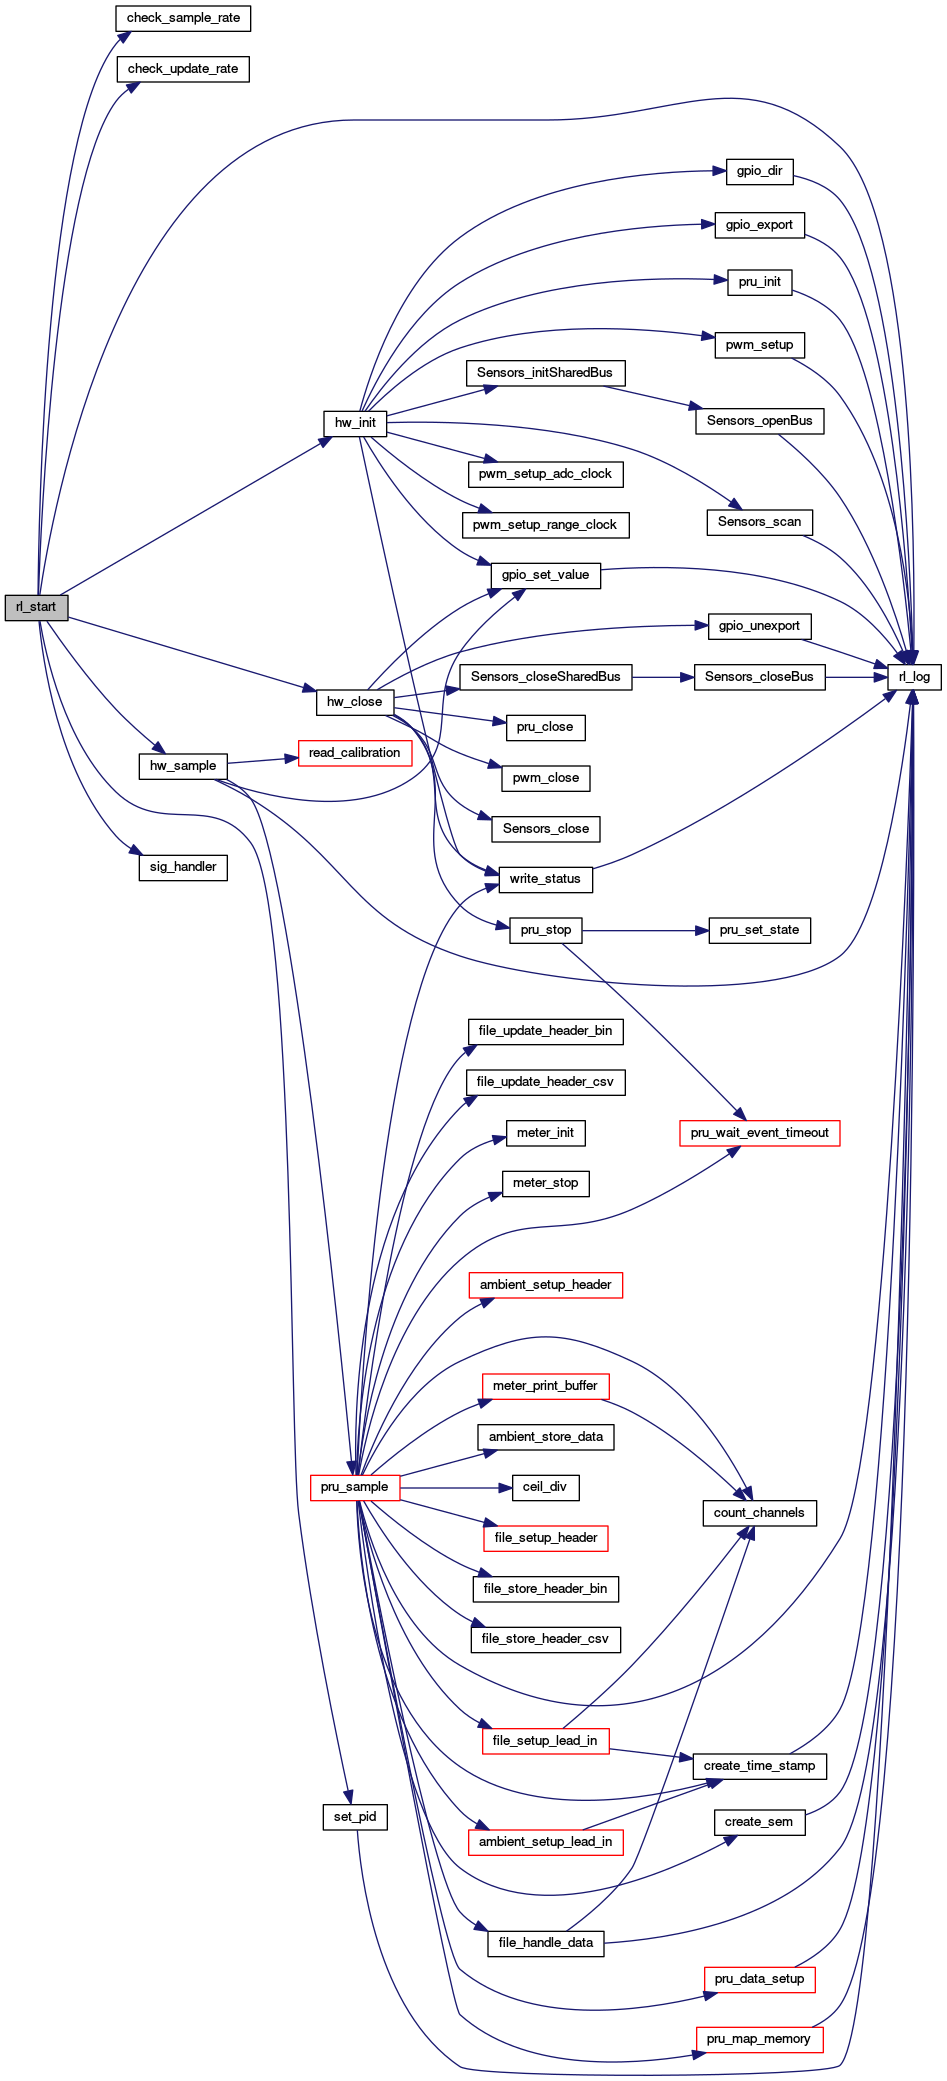 check_sample_rate
check_update_rate
gpio_dir
gpio_export
pru_init
pwm_setup
Sensors_initSharedBus
Sensors_openBus
hw_init
pwm_setup_adc_clock
Sensors_scan
pwm_setup_range_clock
gpio_set_value
rl_start
gpio_unexport
Sensors_closeSharedBus
Sensors_closeBus
rl_log
hw_close
pru_close
read_calibration
hw_sample
pwm_close
Sensors_close
sig_handler
write_status
pru_stop
pru_set_state
file_update_header_bin
file_update_header_csv
meter_init
pru_wait_event_timeout
meter_stop
ambient_setup_header
meter_print_buffer
ambient_store_data
pru_sample
ceil_div
count_channels
file_setup_header
file_store_header_bin
file_store_header_csv
file_setup_lead_in
create_time_stamp
set_pid
create_sem
ambient_setup_lead_in
file_handle_data
pru_data_setup
pru_map_memory